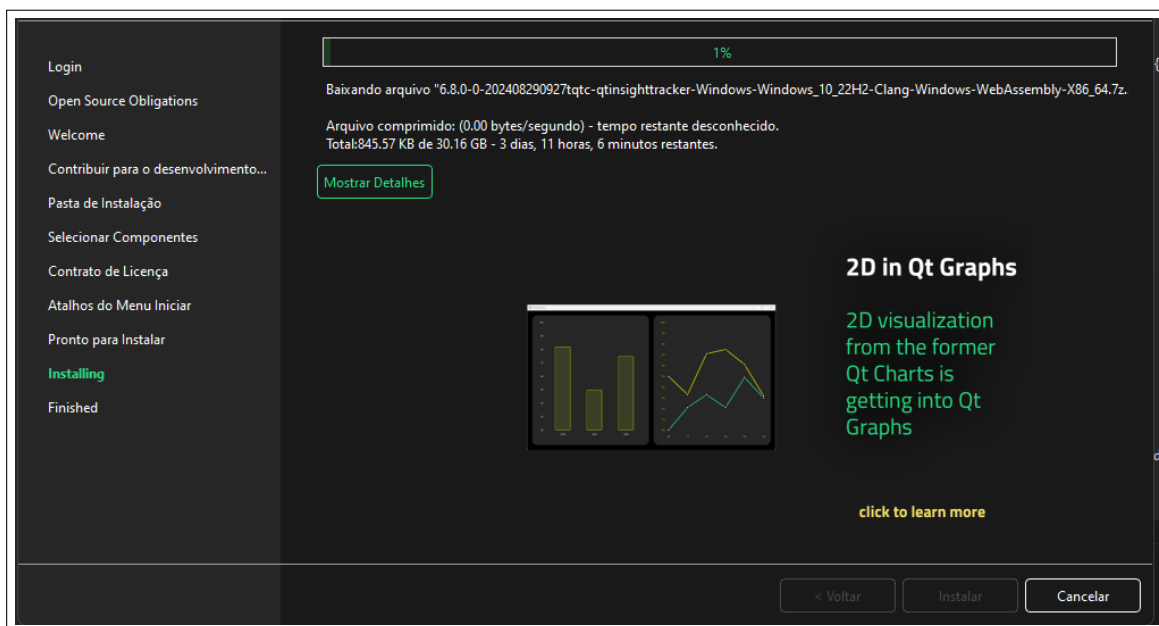 Login
Open Source Obligations
Welcome
Contribuir para o desenvolvimento...
Pasta de Instalação
Selecionar Componentes
Contrato de Licença
Atalhos do Menu Iniciar
Pronto para Instalar
Installing
Finished
1%
Baixando arquivo "6.8.0-0-202408290927tqtc-qtinsighttracker-Windows-Windows_10_22H2-Clang-Windows-WebAssembly-X86_64.7z.
Arquivo comprimido: (0.00 bytes/segundo) - tempo restante desconhecido.
Total:845.57 KB de 30.16 GB - 3 dias, 11 horas, 6 minutos restantes.
Mostrar Detalhes
2D in Qt Graphs
2D visualization
from the former
Qt Charts is
getting into Qt
Graphs
click to learn more
< Voltar
Instalar
Cancelar